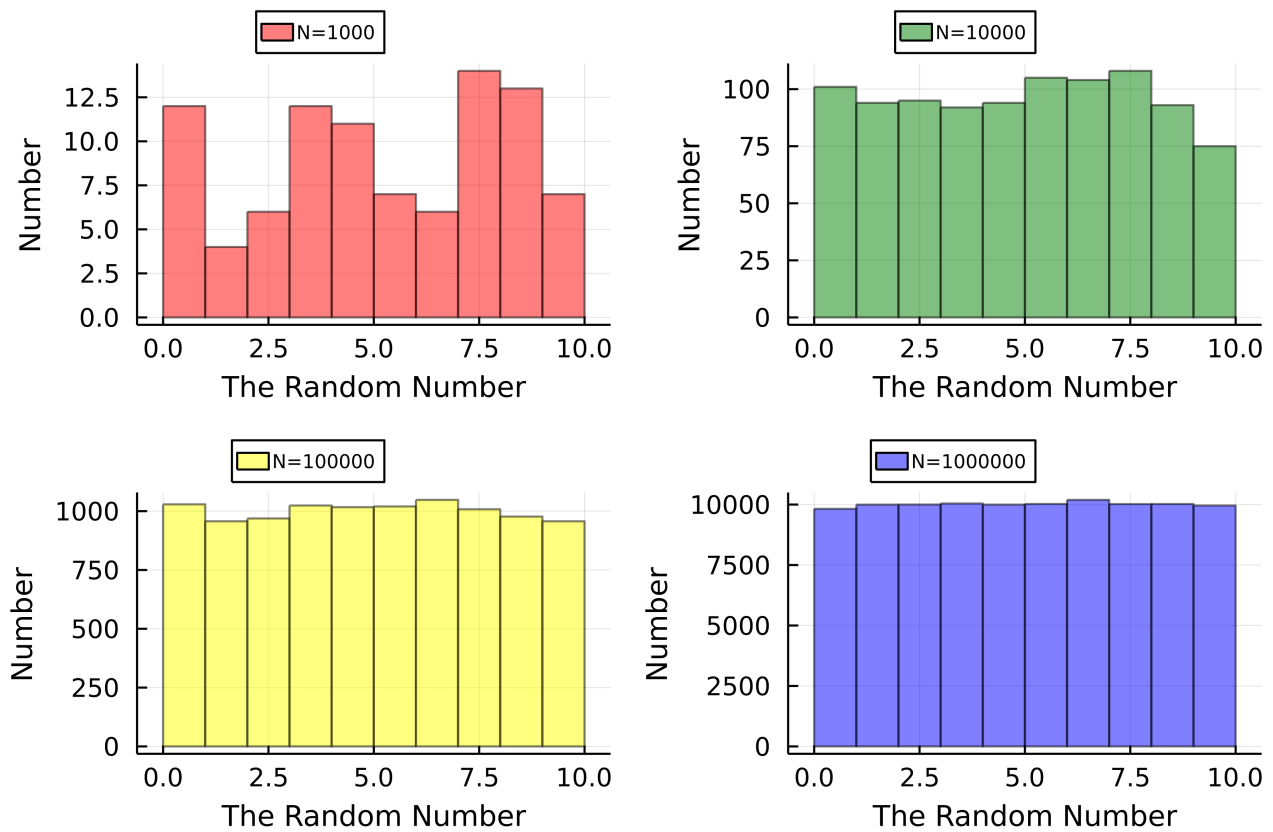 N=1000
12.5
10.0
7.5
5.0
2.5
0.0
Number
0.0 2.5 5.0 7.5 10.0
The Random Number
N=10000
100
75
50
25
0
Number
0.0 2.5 5.0 7.5 10.0
The Random Number
N=100000
1000
750
500
250
0
Number
0.0 2.5 5.0 7.5 10.0
The Random Number
N=1000000
10000
7500
5000
2500
0
Number
0.0 2.5 5.0 7.5 10.0
The Random Number